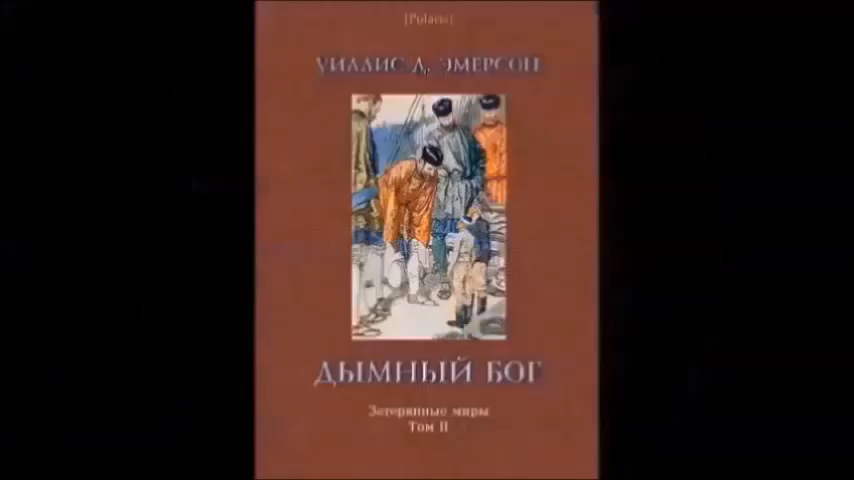 [Polaris]
УИЛЛИС Д. ЭМЕРСОН
ДЫМНЫЙ БОГ
Затерянные миры
Том II